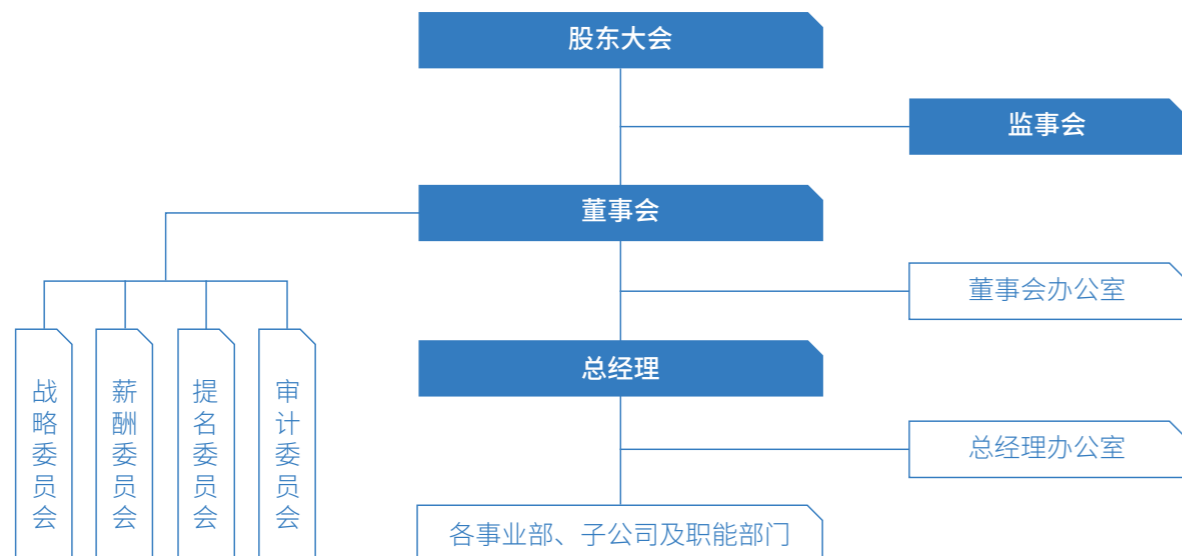 股东大会
监事会
董事会
董事会办公室
总经理
战略委员会
薪酬委员会
提名委员会
审计委员会
总经理办公室
各事业部、子公司及职能部门